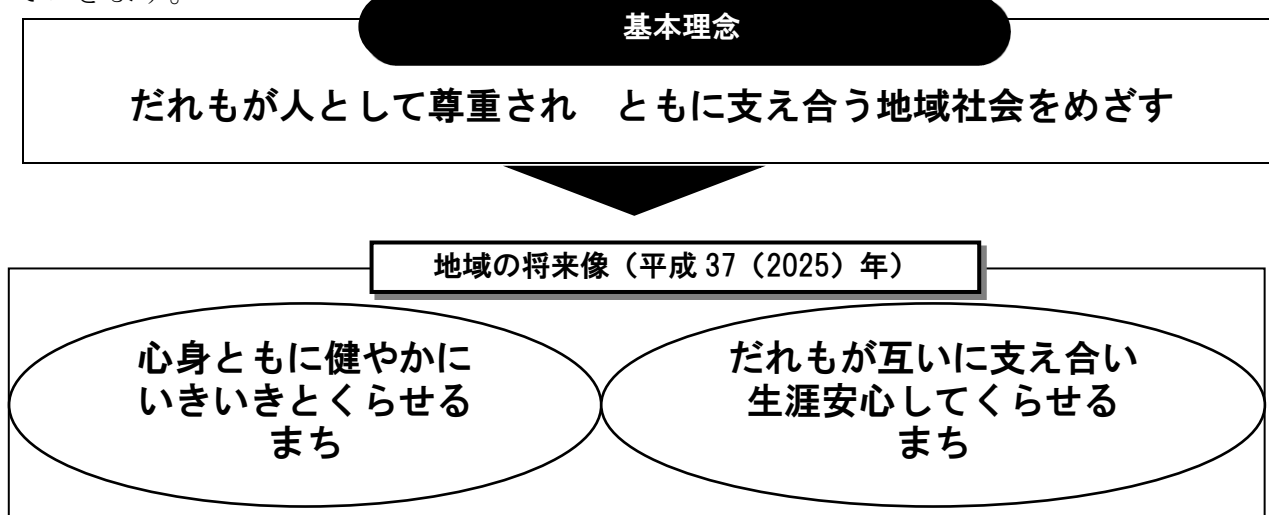 基本理念
だれもが人として尊重され　ともに支え合う地域社会をめざす
地域の将来像（平成 37（2025）年）
心身ともに健やかに
いきいきとくらせる
まち
だれもが互いに支え合い
生涯安心してくらせる
まち